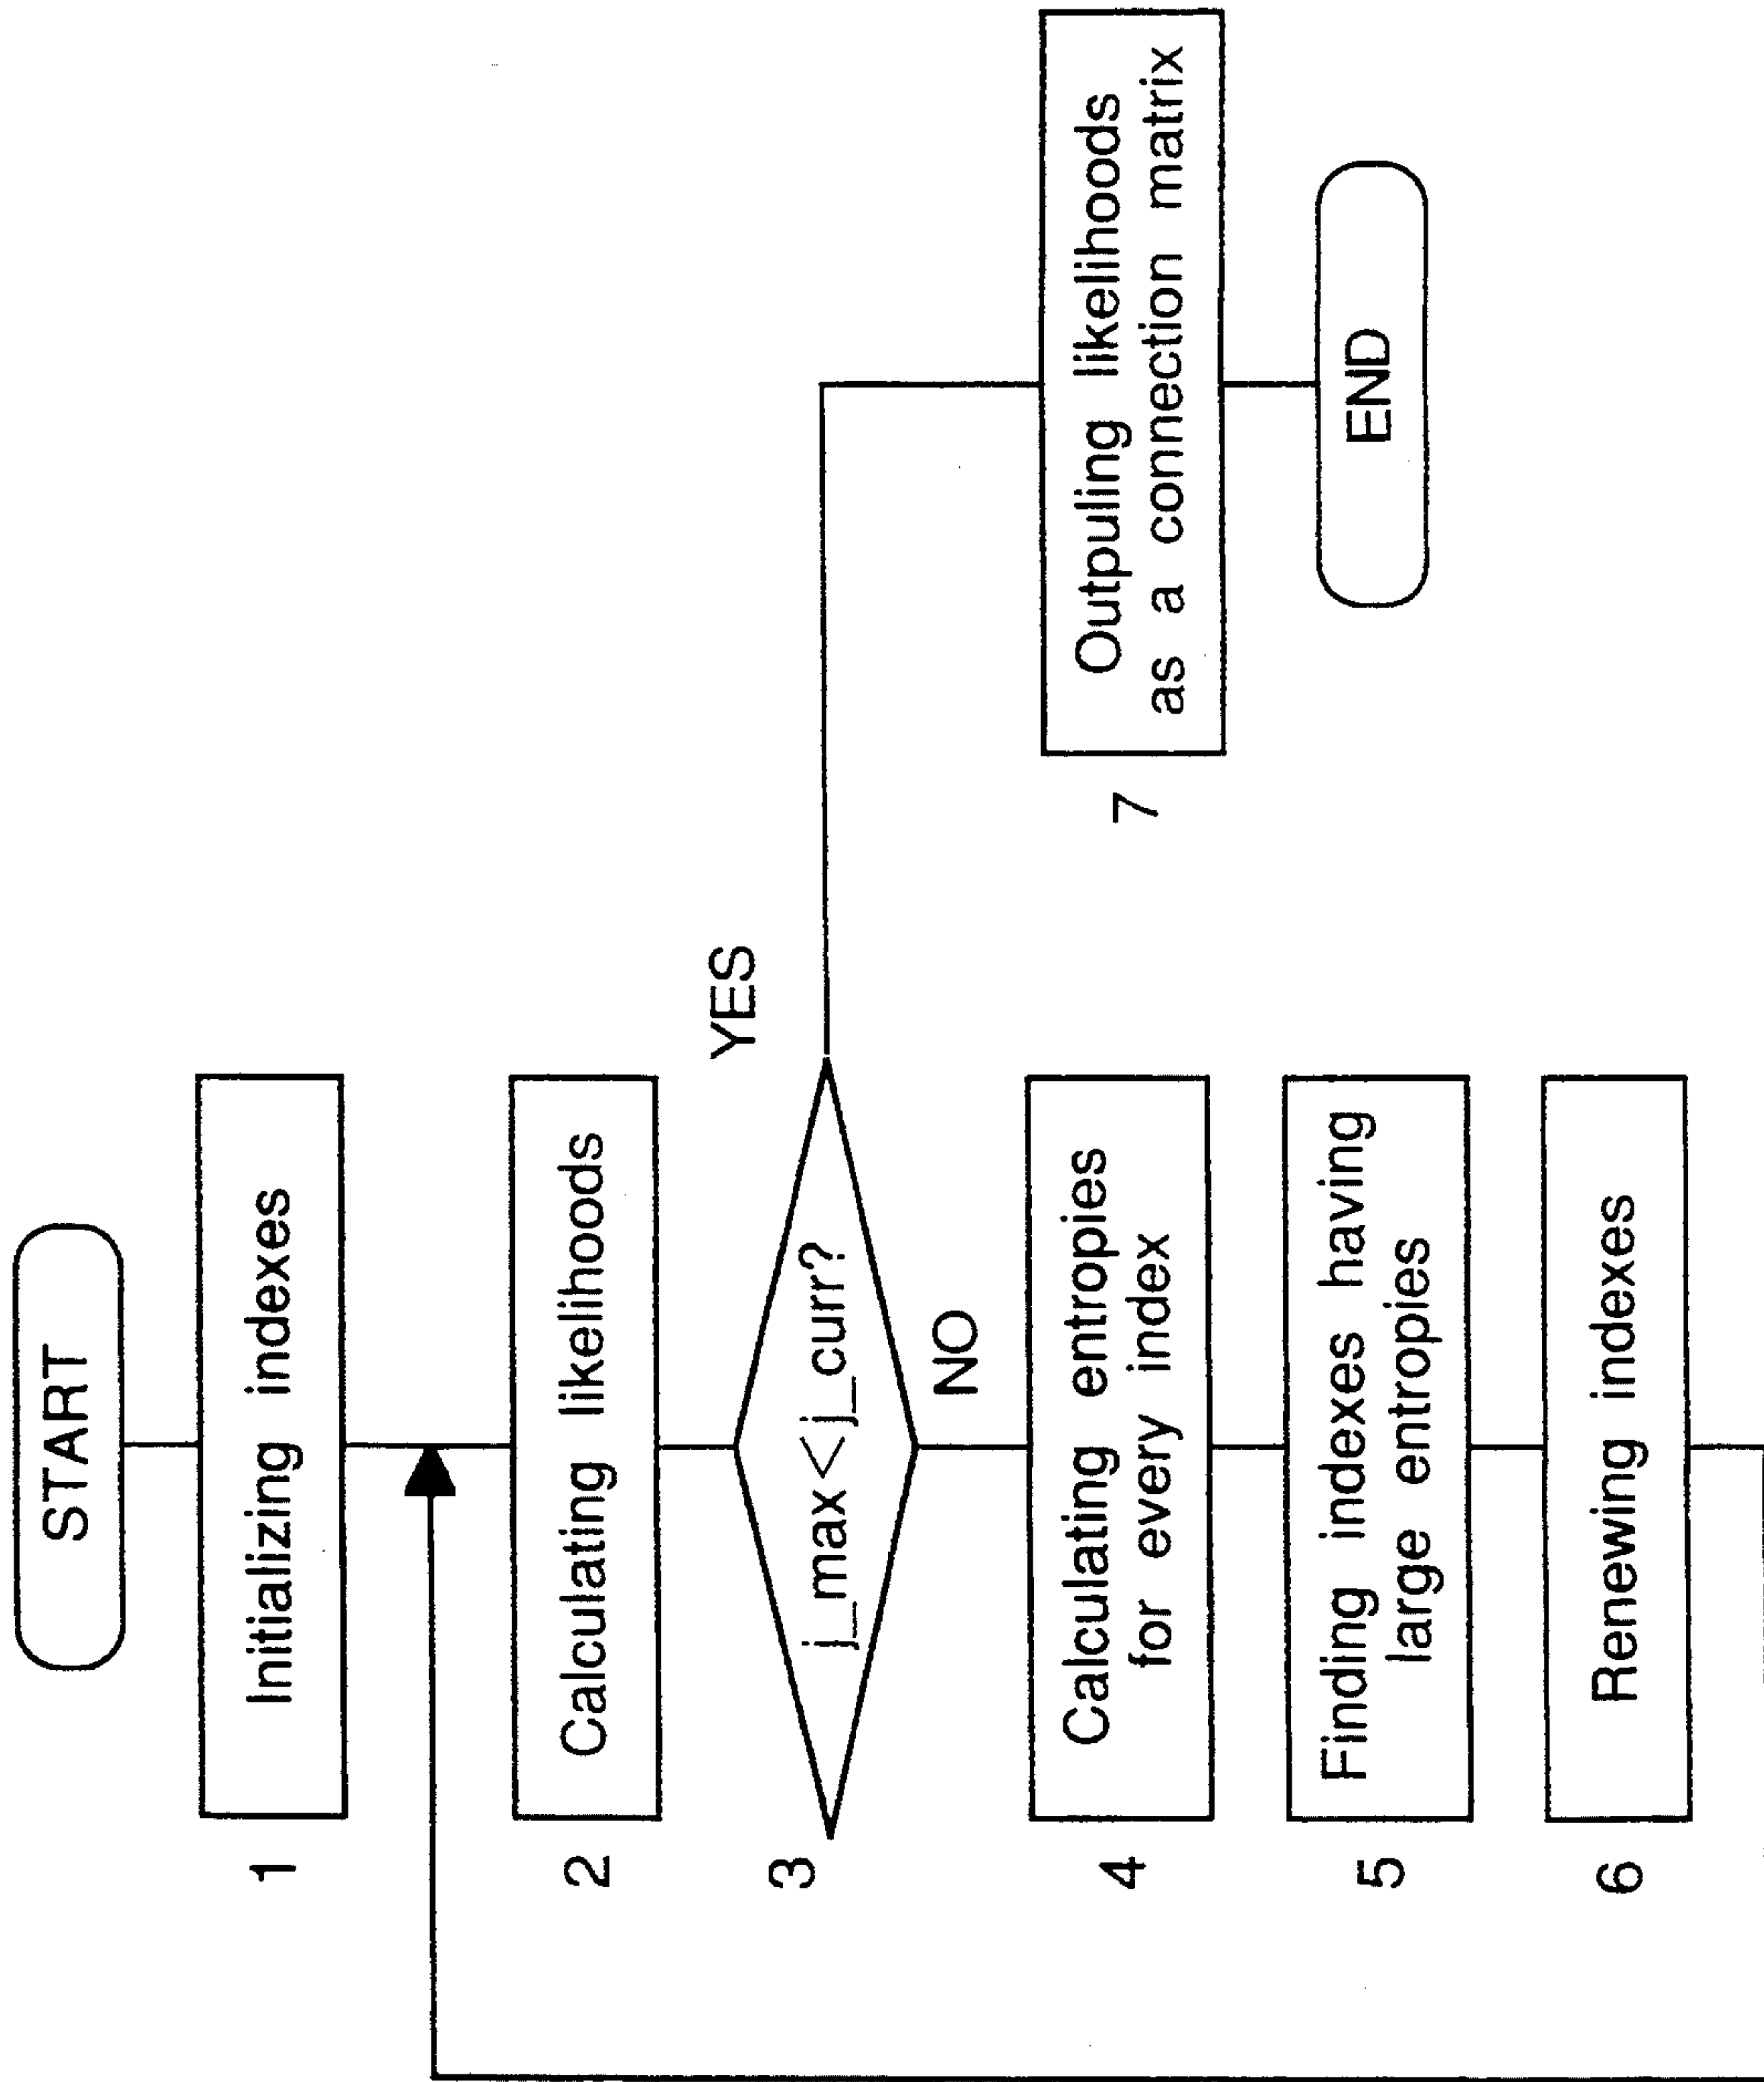 START
1
Initializing indexes
2
Calculating likelihoods
3
j_max<j_curr?
YES
NO
4
Calculating entropies
for every index
5
Finding indexes having
large entropies
6
Renewing indexes
7
Outpuling likelihoods
as a connection matrix
END